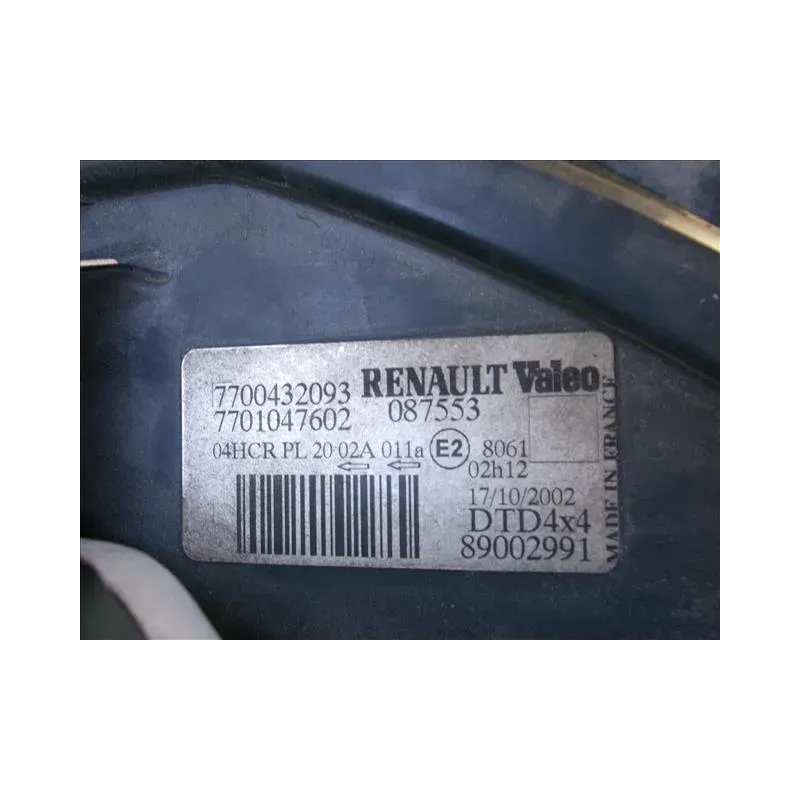 7700432093 RENAULT Valeo
7701047602 087553
04HCR PL 20 02A 011a E2 8061
02h12
17/10/2002
DTD4x4
89002991
MADE IN FRANCE